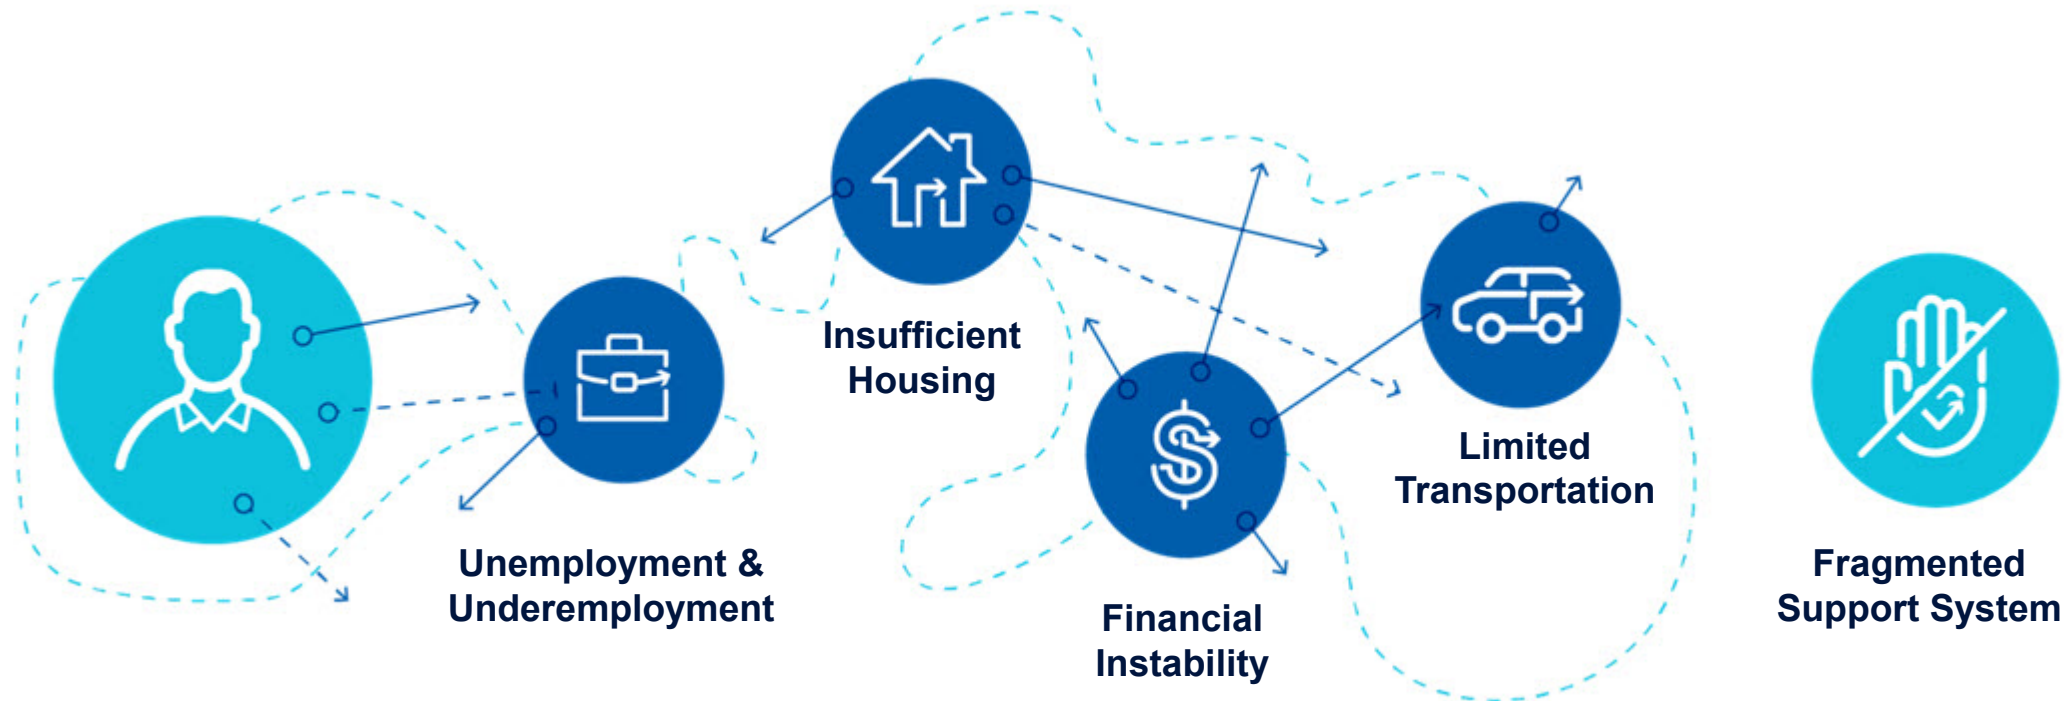 Unemployment &
Underemployment
Insufficient
Housing
Financial
Instability
Limited
Transportation
Fragmented
Support System